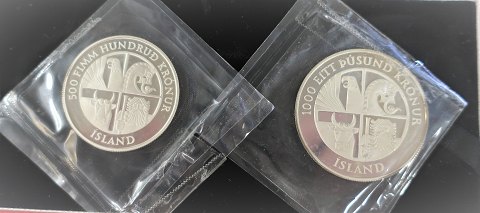 500 FIMM HUNDRUÐ KRÓNUR
ÍSLAND
1000 EITT ÞÚSUND KRÓNUR
ÍSLAND